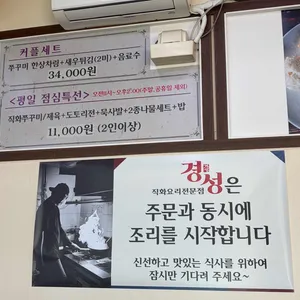 커플세트
쭈꾸미 한상차림+새우튀김(2미)+음료수
34,000원
<평일 점심특선>
직화쭈꾸미/제육+도토리전+묵사발+2종나물세트+밥
11,000원 (2인이상)
경성은
직화요리전문점
주문과 동시에
조리를 시작합니다
신선하고 맛있는 식사를 위하여
잠시만 기다려 주세요~